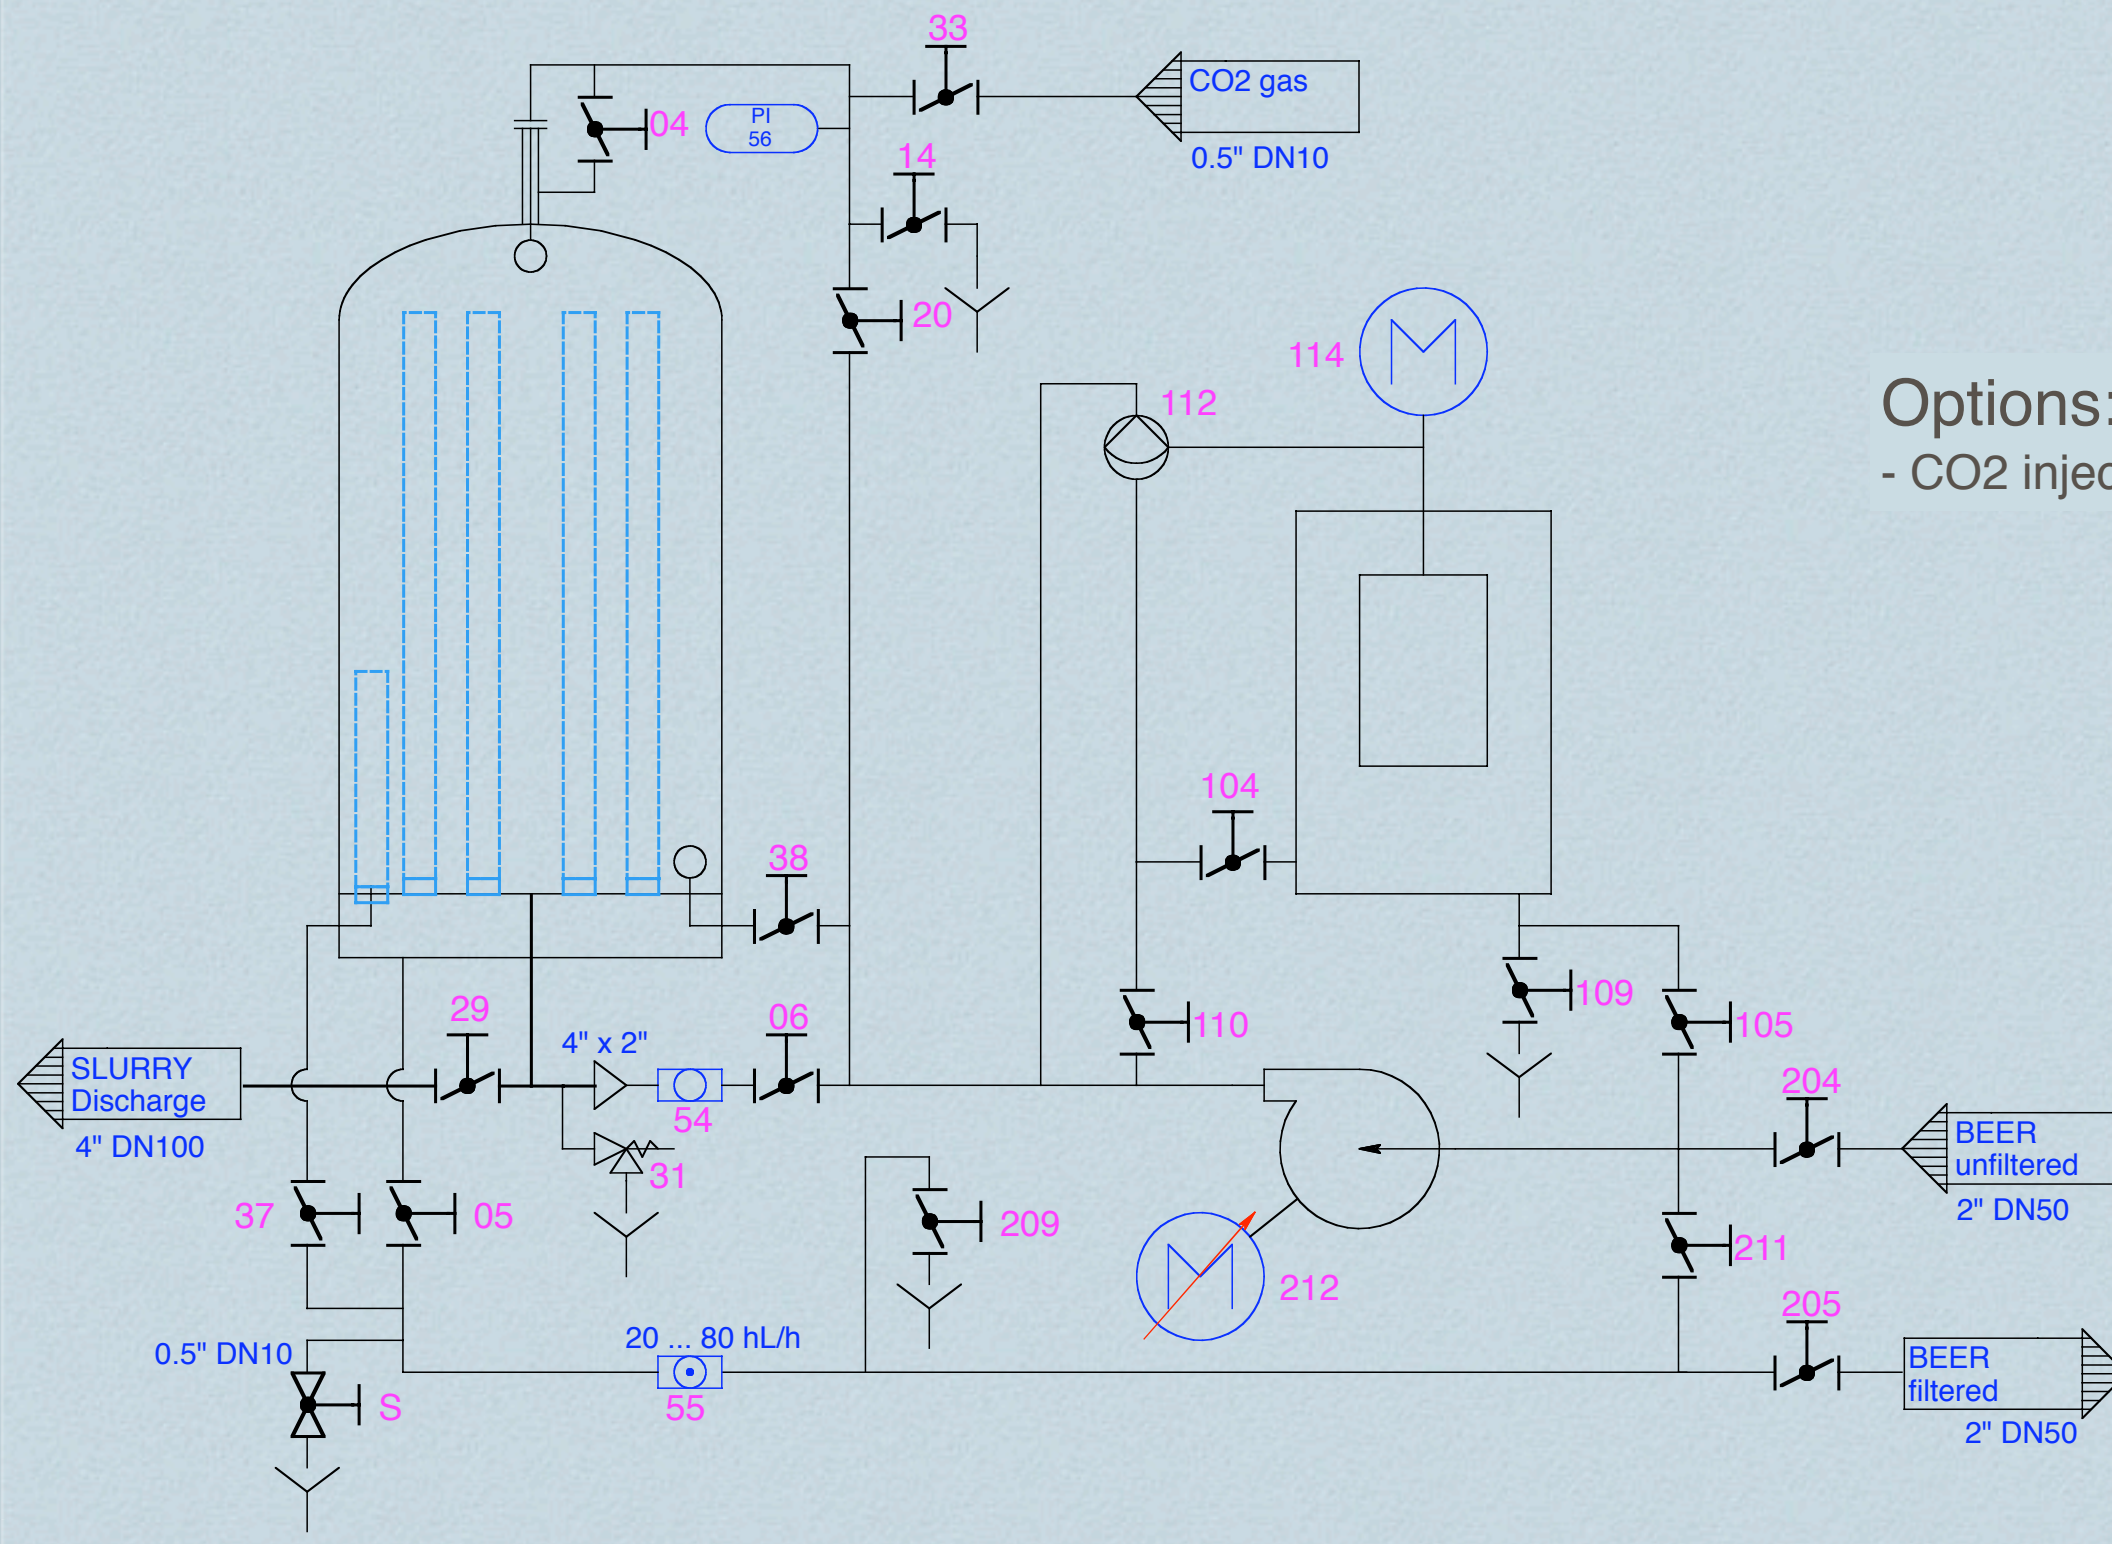 33
CO2 gas
0.5" DN10
04
PI
56
14
20
114
112
Options:
- CO2 injec
104
38
29
4" x 2"
06
110
109
105
SLURRY
Discharge
4" DN100
54
204
BEER
unfiltered
2" DN50
31
37
05
209
211
212
205
0.5" DN10
20 ... 80 hL/h
S
55
BEER
filtered
2" DN50